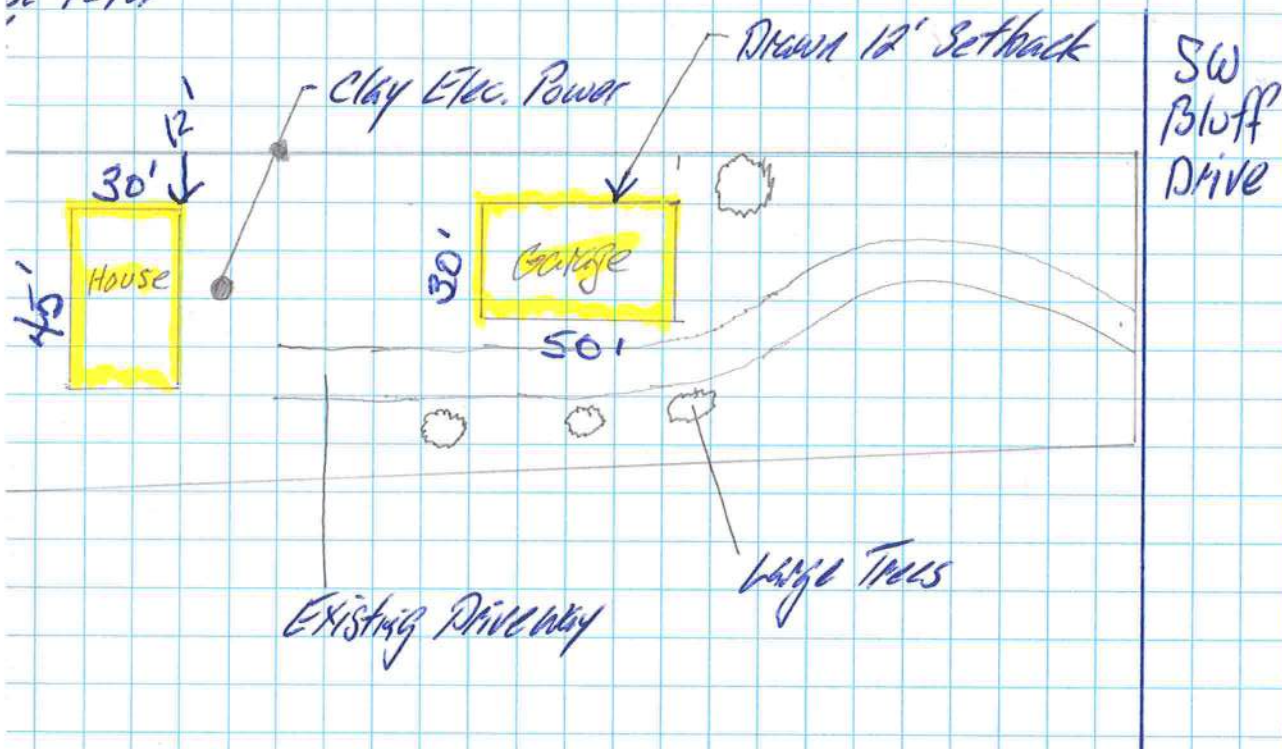 Drawn 12' Setback
SW
Bluff
Drive
Clay Elec. Power
12'
30'
House
45'
30'
Garage
50'
Large Trees
Existing Driveway